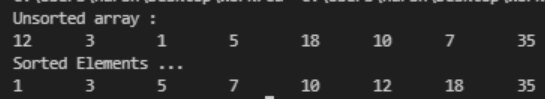 Unsorted array :
12 3 1 5 18 10 7 35
Sorted Elements ...
1 3 5 7 10 12 18 35